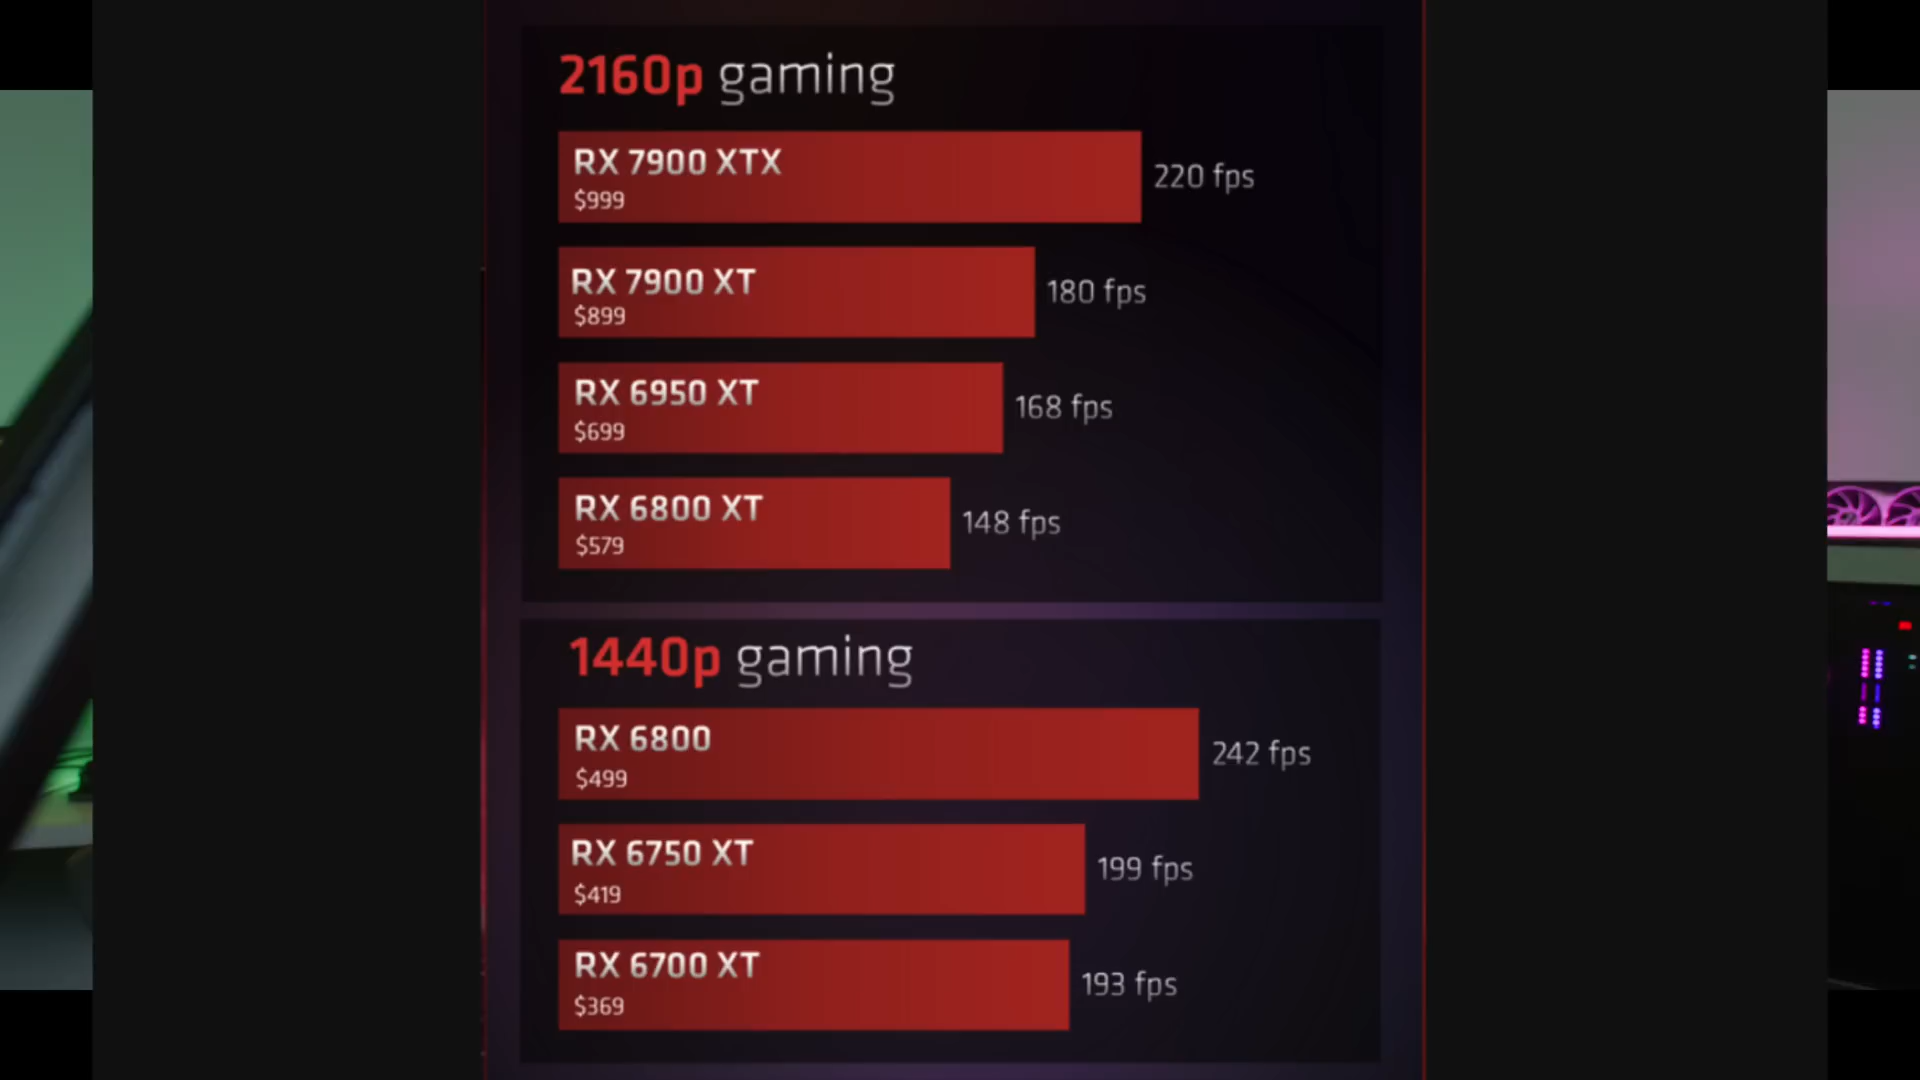 2160p gaming
RX 7900 XTX
$999
220 fps
RX 7900 XT
$899
180 fps
RX 6950 XT
$699
168 fps
RX 6800 XT
$579
148 fps
1440p gaming
RX 6800
$499
242 fps
RX 6750 XT
$419
199 fps
RX 6700 XT
$369
193 fps